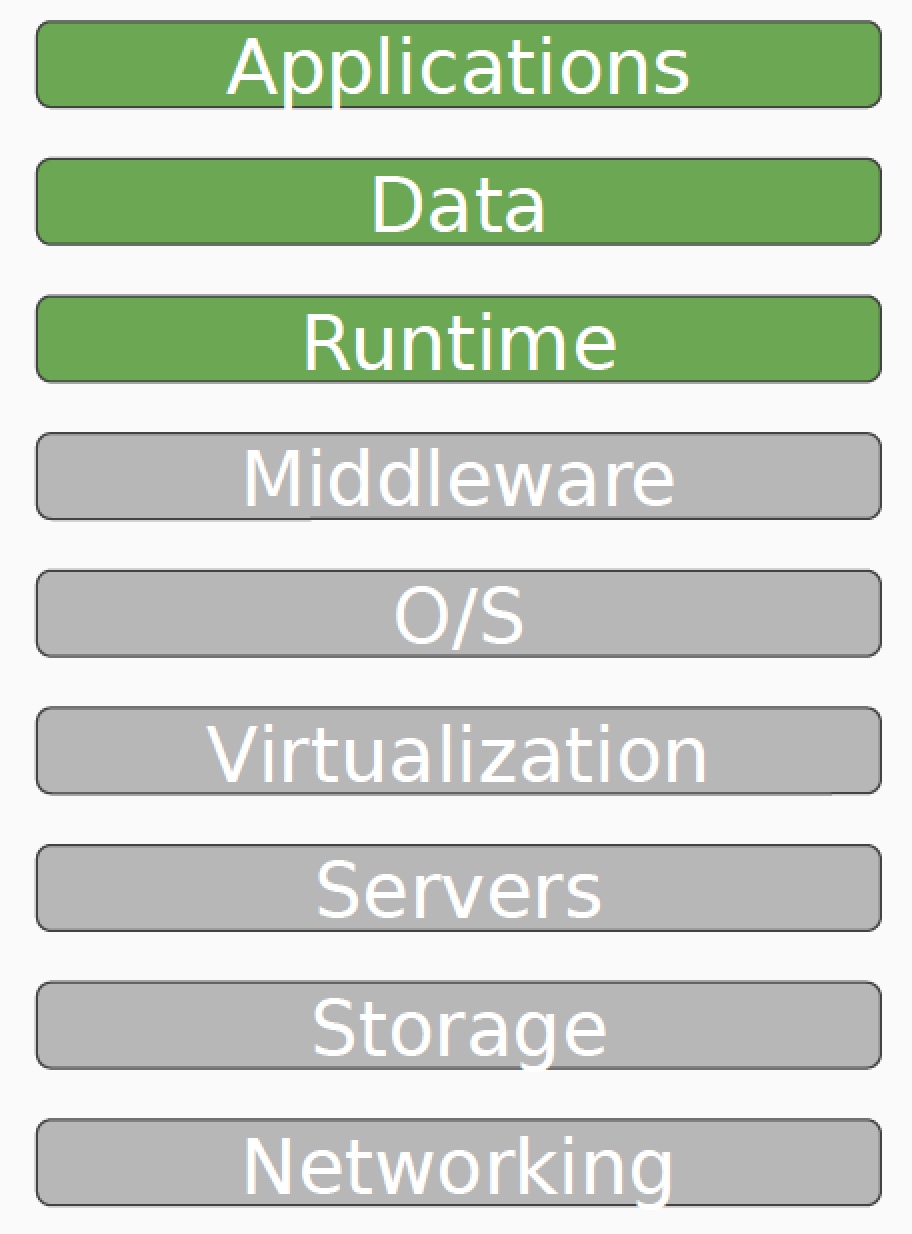 Applications
Data
Runtime
Middleware
O/S
Virtualization
Servers
Storage
Networking